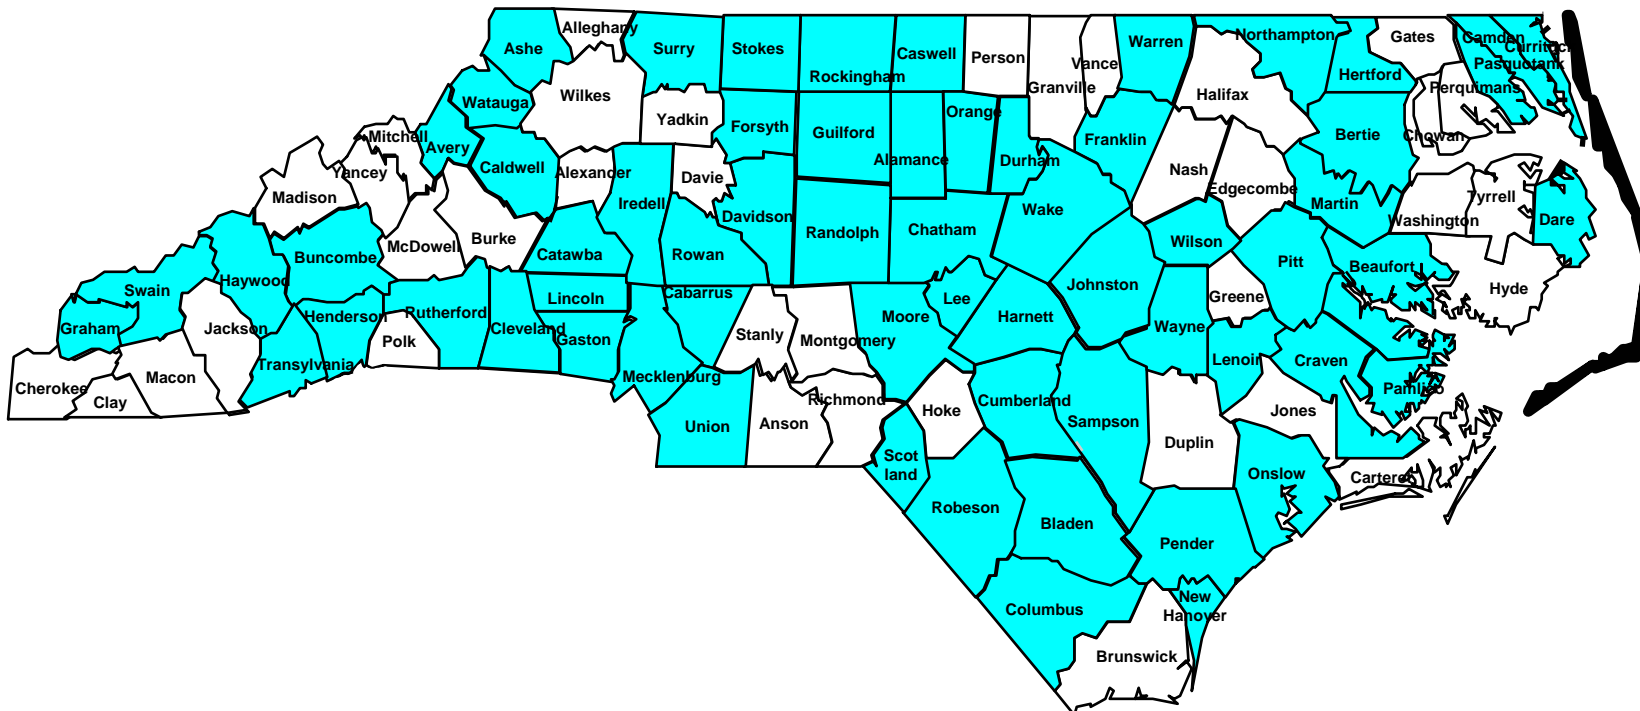 Alleghany
Ashe
Surry
Stokes
Rockingham
Caswell
Person
Vance
Granville
Warren
Northampton
Gates
Camden
Currituck
Pasquotank
Hertford
Perquimans
Watauga
Wilkes
Yadkin
Forsyth
Guilford
Alamance
Orange
Durham
Franklin
Halifax
Bertie
Chowan
Mitchell
Avery
Caldwell
Alexander
Iredell
Davie
Davidson
Randolph
Chatham
Wake
Nash
Edgecombe
Martin
Washington
Tyrrell
Dare
Yancey
Madison
McDowell
Burke
Catawba
Rowan
Wilson
Pitt
Beaufort
Hyde
Buncombe
Haywood
Swain
Graham
Jackson
Henderson
Rutherford
Cleveland
Lincoln
Gaston
Cabarrus
Stanly
Montgomery
Moore
Lee
Harnett
Johnston
Wayne
Greene
Lenoir
Craven
Pamlico
Cherokee
Clay
Macon
Transylvania
Polk
Mecklenburg
Union
Anson
Richmond
Hoke
Cumberland
Sampson
Duplin
Jones
Carteret
Onslow
Scot
land
Robeson
Bladen
Pender
Columbus
New
Hanover
Brunswick